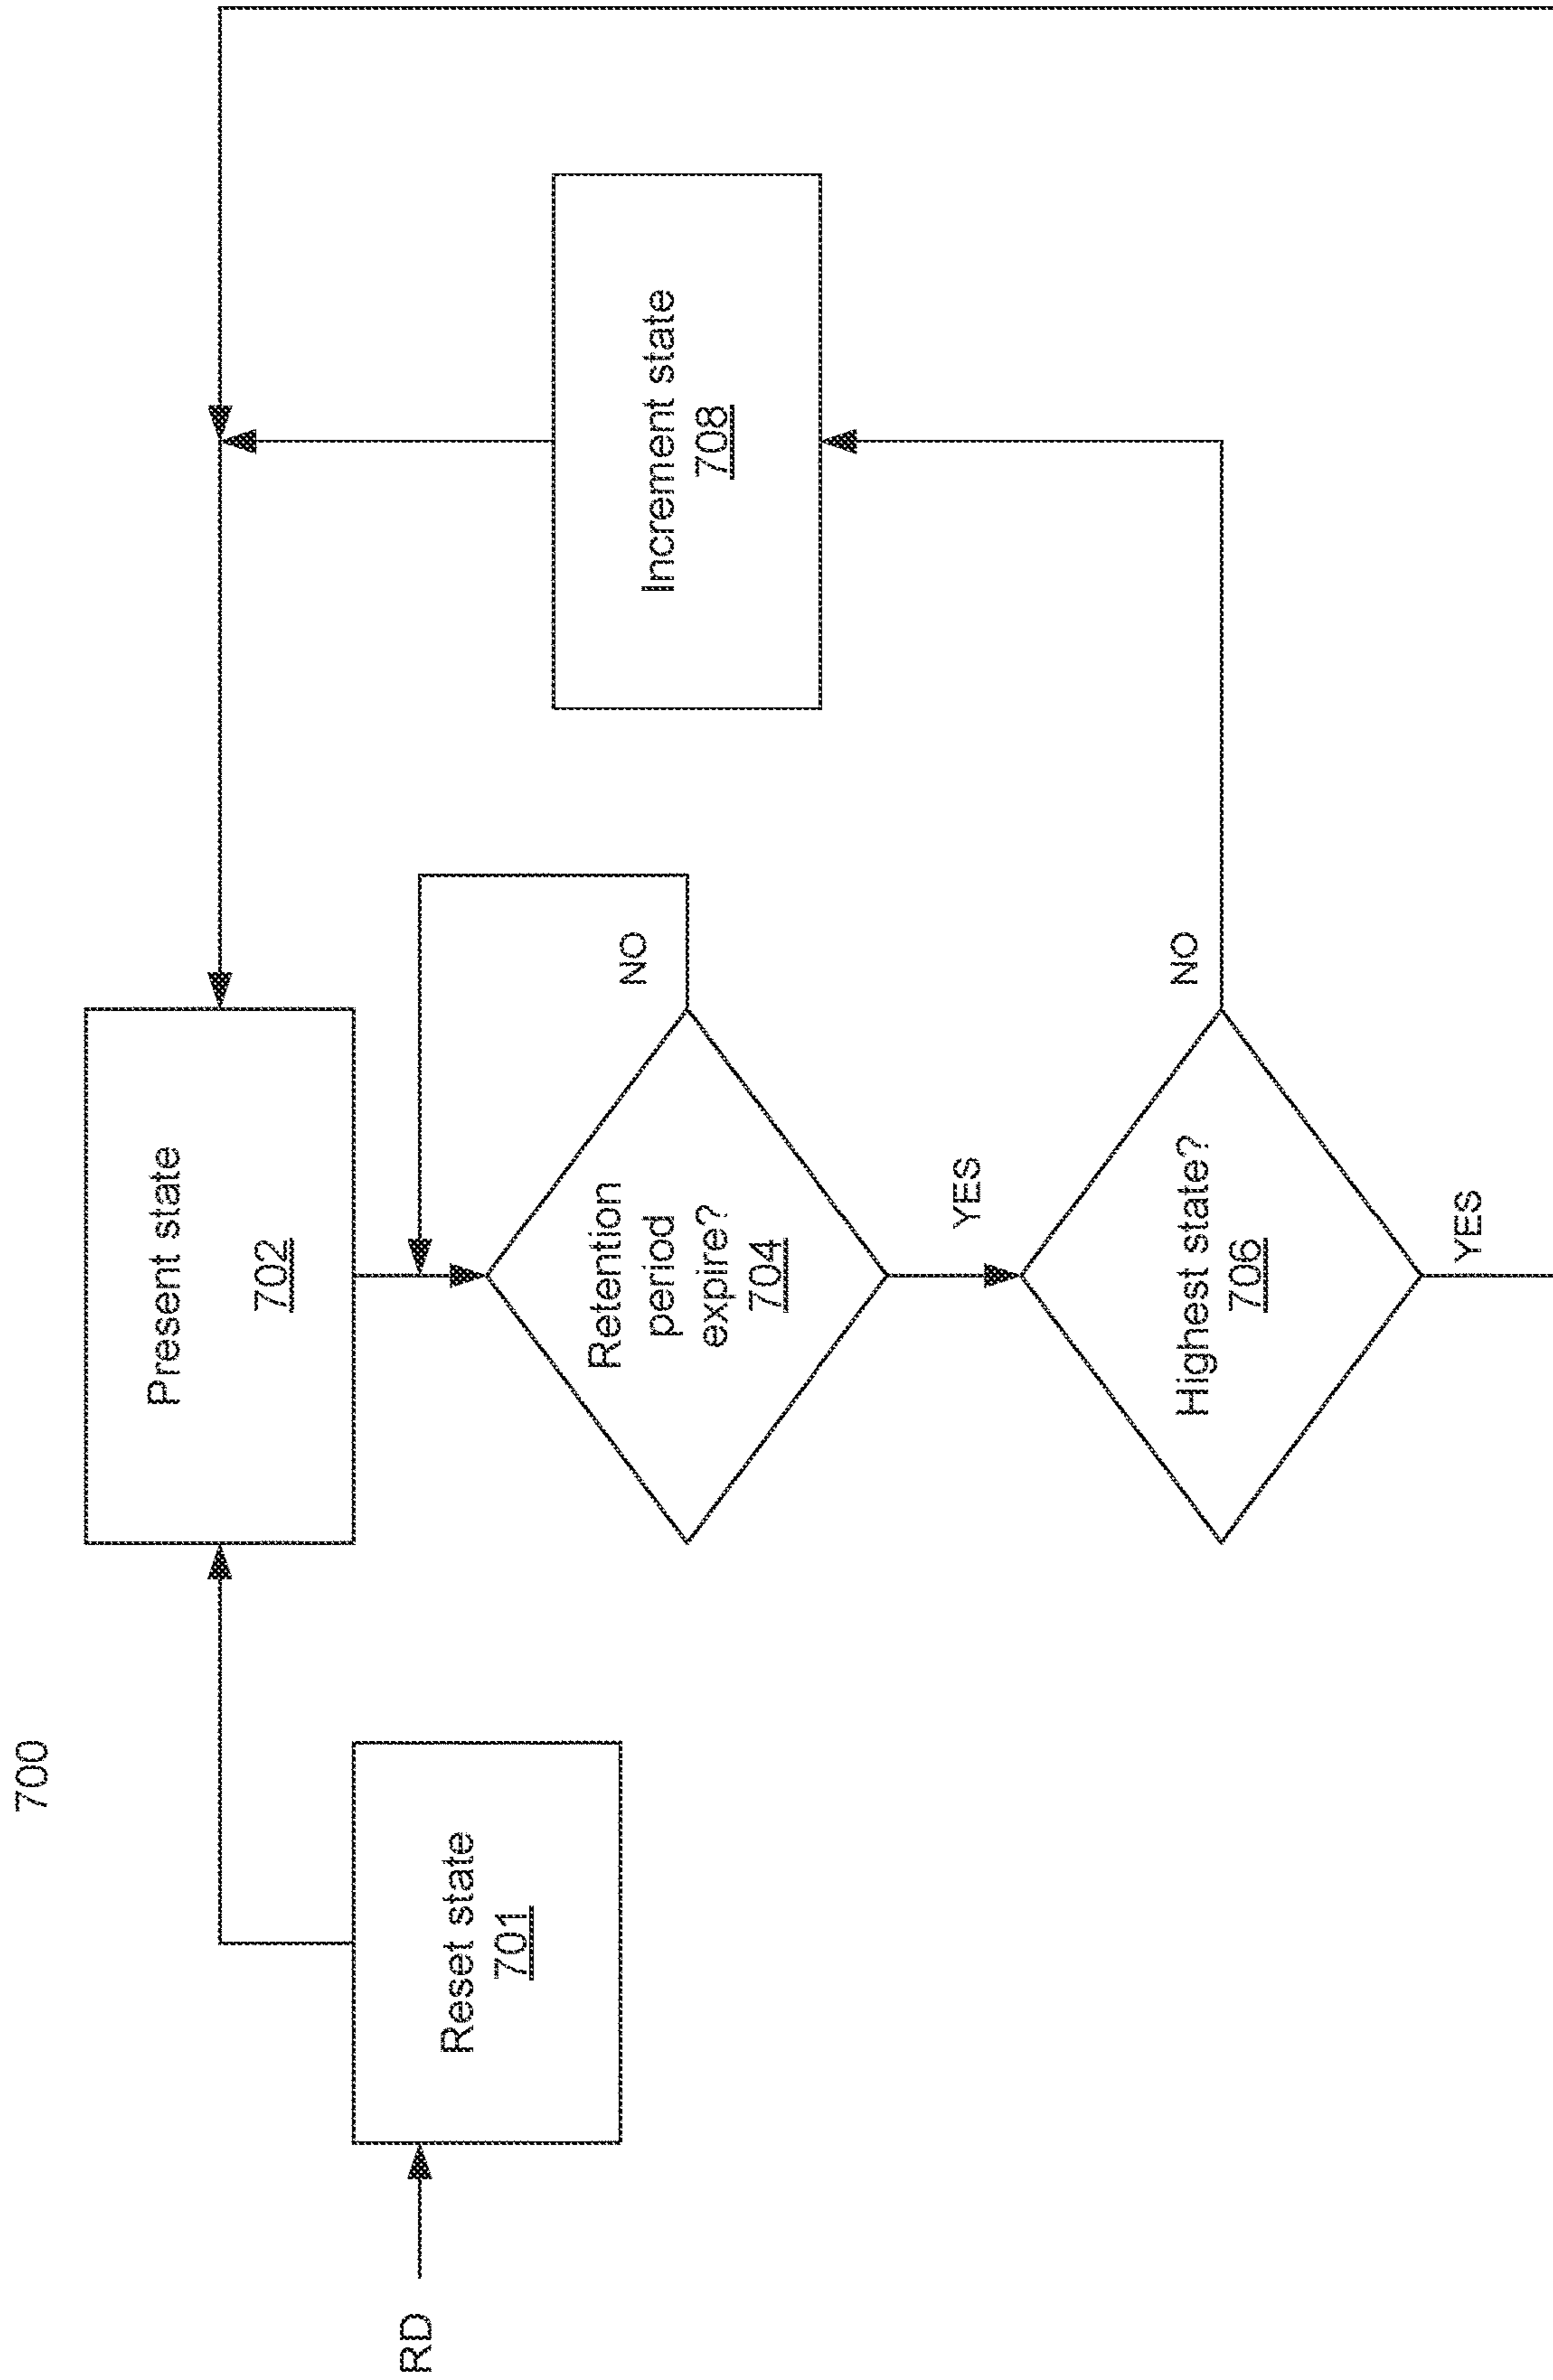 700
RD
Reset state
701
Present state
702
Retention
period
expire?
704
NO
YES
Highest state?
706
NO
YES
Increment state
708